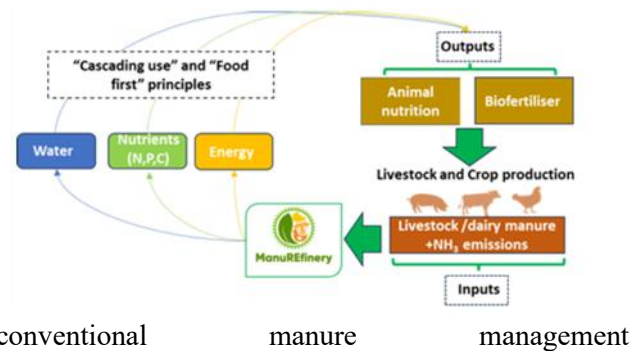 Outputs
“Cascading use” and “Food
first” principles
Animal
nutrition
Biofertiliser
Water
Nutrients
(N,P,C)
Energy
Livestock and Crop production
Livestock/dairy manure
+NH₃ emissions
ManuREfinery
Inputs
conventional manure management